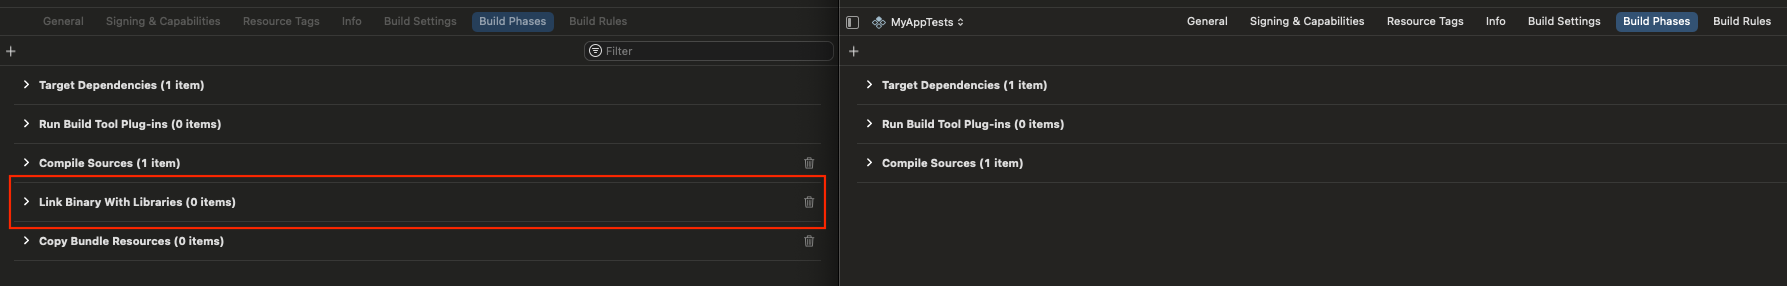 General Signing & Capabilities Resource Tags Info Build Settings Build Phases Build Rules
Filter
Target Dependencies (1 item)
Run Build Tool Plug-ins (0 items)
Compile Sources (1 item)
Link Binary With Libraries (0 items)
Copy Bundle Resources (0 items)
MyAppTests General Signing & Capabilities Resource Tags Info Build Settings Build Phases Build Rules
Target Dependencies (1 item)
Run Build Tool Plug-ins (0 items)
Compile Sources (1 item)